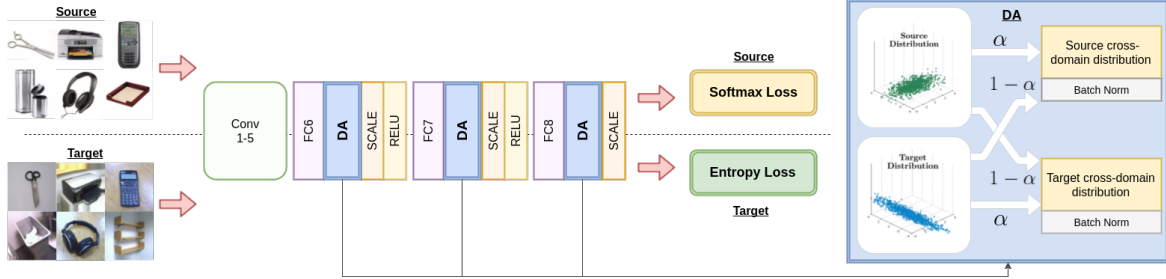 Source
Target
Conv
1-5
FC6
DA
SCALE
RELU
FC7
DA
SCALE
RELU
FC8
DA
SCALE
Source
Softmax Loss
Entropy Loss
Target
DA
Source
Distribution
Target
Distribution
α
1 − α
1 − α
α
Source cross-
domain distribution
Batch Norm
Target cross-domain
distribution
Batch Norm